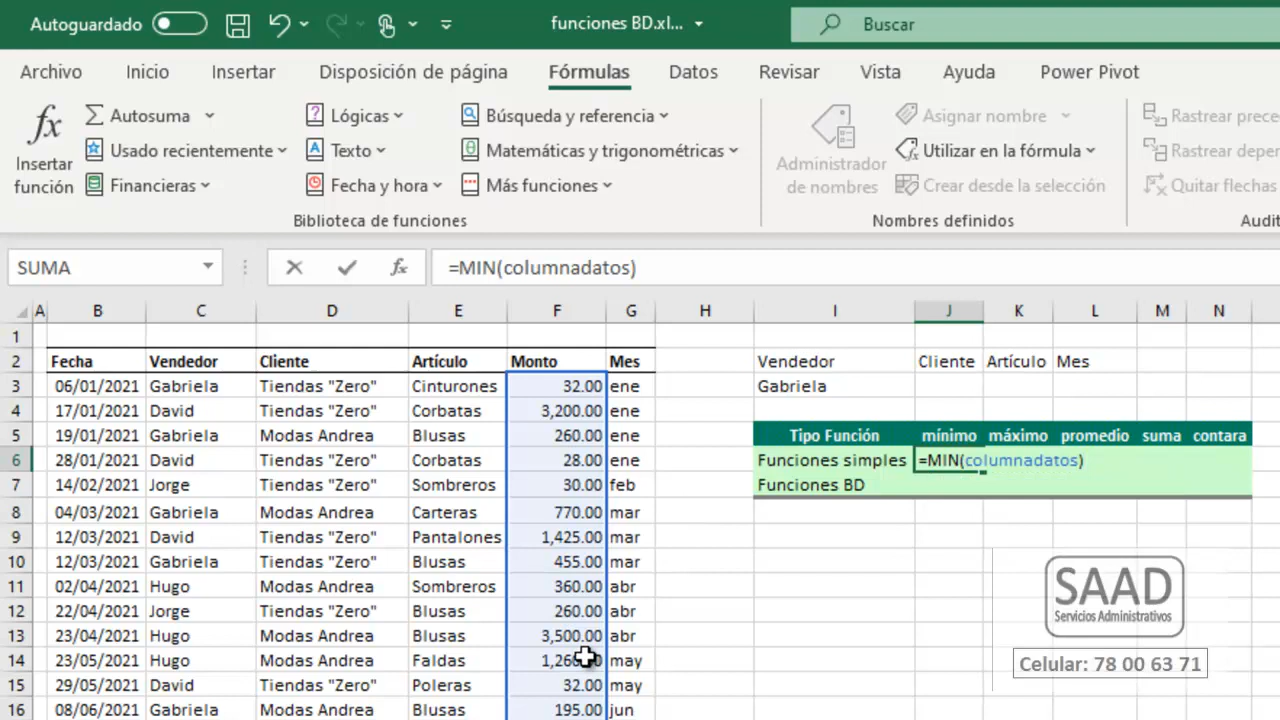 Autoguardado funciones BD.xl... Buscar
Archivo Inicio Insertar Disposición de página Fórmulas Datos Revisar Vista Ayuda Power Pivot
fx Insertar función
Autosuma
Usado recientemente
Financieras
Lógicas
Texto
Fecha y hora
Búsqueda y referencia
Matemáticas y trigonométricas
Más funciones
Biblioteca de funciones
Administrador de nombres
Asignar nombre
Utilizar en la fórmula
Crear desde la selección
Nombres definidos
Rastrear prece
Rastrear deper
Quitar flechas
Audit
SUMA fx =MIN(columnadatos)
A B C D E F G H I J K L M N
1
2 Fecha Vendedor Cliente Artículo Monto Mes Vendedor Cliente Artículo Mes
3 06/01/2021 Gabriela Tiendas "Zero" Cinturones 32.00 ene Gabriela
4 17/01/2021 David Tiendas "Zero" Corbatas 3,200.00 ene
5 19/01/2021 Gabriela Modas Andrea Blusas 260.00 ene Tipo Función mínimo máximo promedio suma contara
6 28/01/2021 David Tiendas "Zero" Corbatas 28.00 ene Funciones simples =MIN(columnadatos)
7 14/02/2021 Jorge Tiendas "Zero" Sombreros 30.00 feb Funciones BD
8 04/03/2021 Gabriela Modas Andrea Carteras 770.00 mar
9 12/03/2021 David Tiendas "Zero" Pantalones 1,425.00 mar
10 12/03/2021 Gabriela Tiendas "Zero" Blusas 455.00 mar
11 02/04/2021 Hugo Modas Andrea Sombreros 360.00 abr
12 22/04/2021 Jorge Tiendas "Zero" Blusas 260.00 abr
13 23/04/2021 Hugo Modas Andrea Blusas 3,500.00 abr
14 23/05/2021 Hugo Modas Andrea Faldas may
15 29/05/2021 David Tiendas "Zero" Poleras 32.00 may
16 08/06/2021 Gabriela Modas Andrea Blusas 195.00 jun
SAAD
Servicios Administrativos
Celular: 78 00 63 71